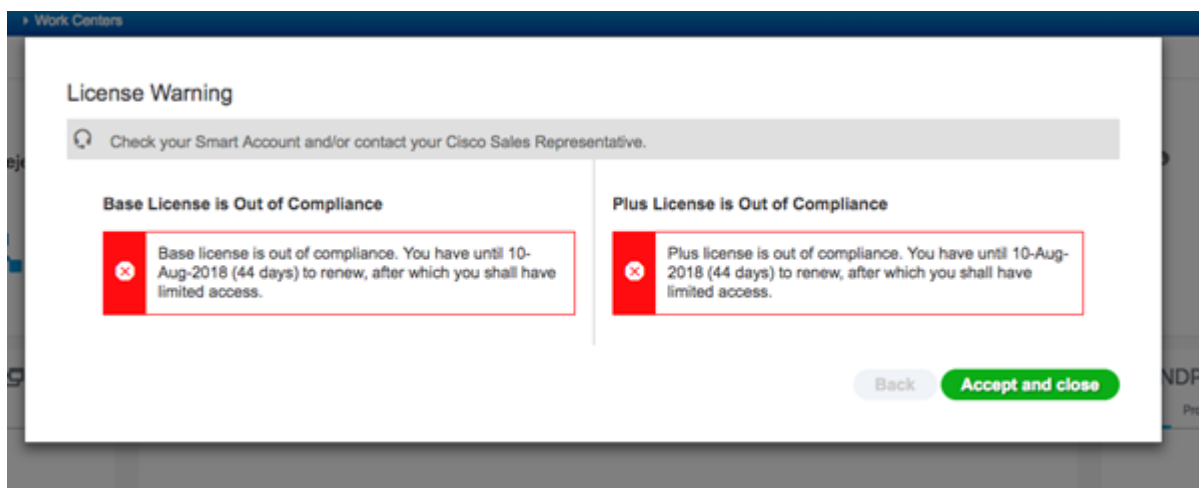 Work Centers
License Warning
Check your Smart Account and/or contact your Cisco Sales Representative.
Base License is Out of Compliance
Base license is out of compliance. You have until 10-
Aug-2018 (44 days) to renew, after which you shall have
limited access.
Plus License is Out of Compliance
Plus license is out of compliance. You have until 10-Aug-
2018 (44 days) to renew, after which you shall have
limited access.
Back
Accept and close